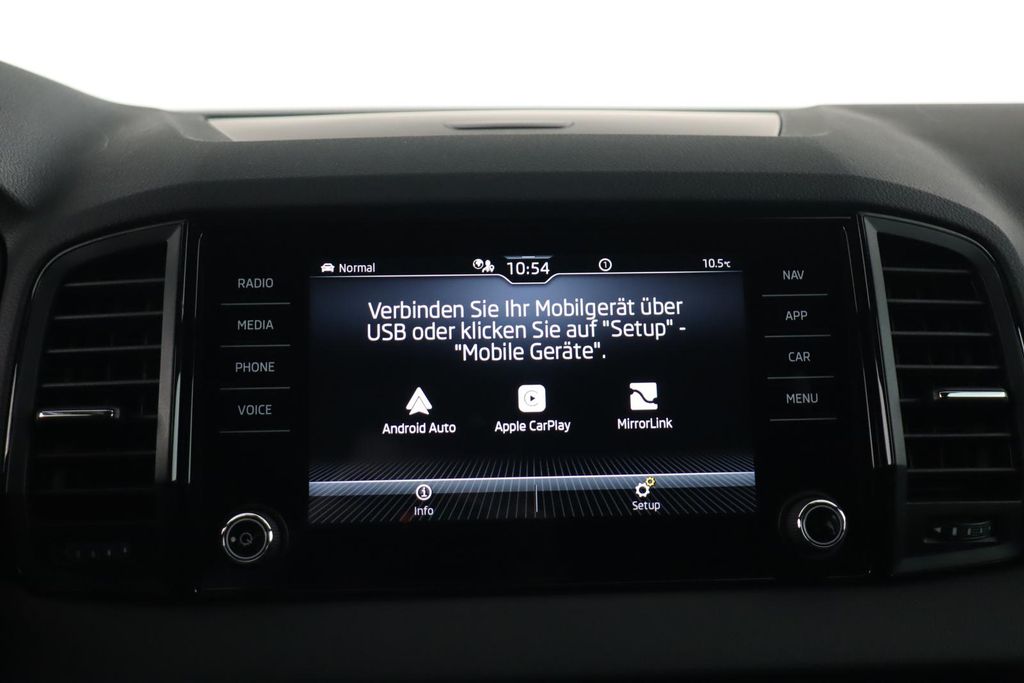 RADIO
MEDIA
PHONE
VOICE
Normal
10:54
1
10.5°C
Verbinden Sie Ihr Mobilgerät über
USB oder klicken Sie auf "Setup" -
"Mobile Geräte".
Android Auto
Apple CarPlay
MirrorLink
Info
Setup
NAV
APP
CAR
MENU